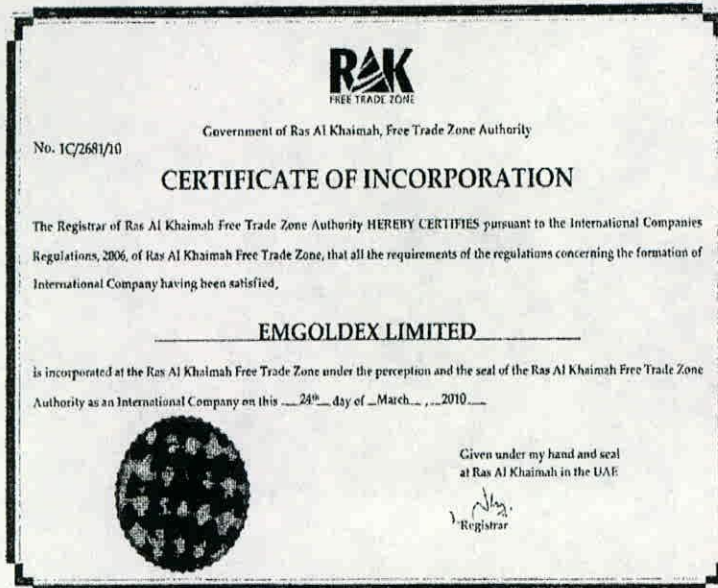 RAK
FREE TRADE ZONE
Government of Ras Al Khaimah, Free Trade Zone Authority
No. 1C/2681/10
CERTIFICATE OF INCORPORATION
The Registrar of Ras Al Khaimah Free Trade Zone Authority HEREBY CERTIFIES pursuant to the International Companies
Regulations, 2006, of Ras Al Khaimah Free Trade Zone, that all the requirements of the regulations concerning the formation of
International Company having been satisfied,
EMGOLDEX LIMITED
is incorporated at the Ras Al Khaimah Free Trade Zone under the perception and the seal of the Ras Al Khaimah Free Trade Zone
Authority as an International Company on this 24th day of March, 2010
Given under my hand and seal
at Ras Al Khaimah in the UAE
Registrar